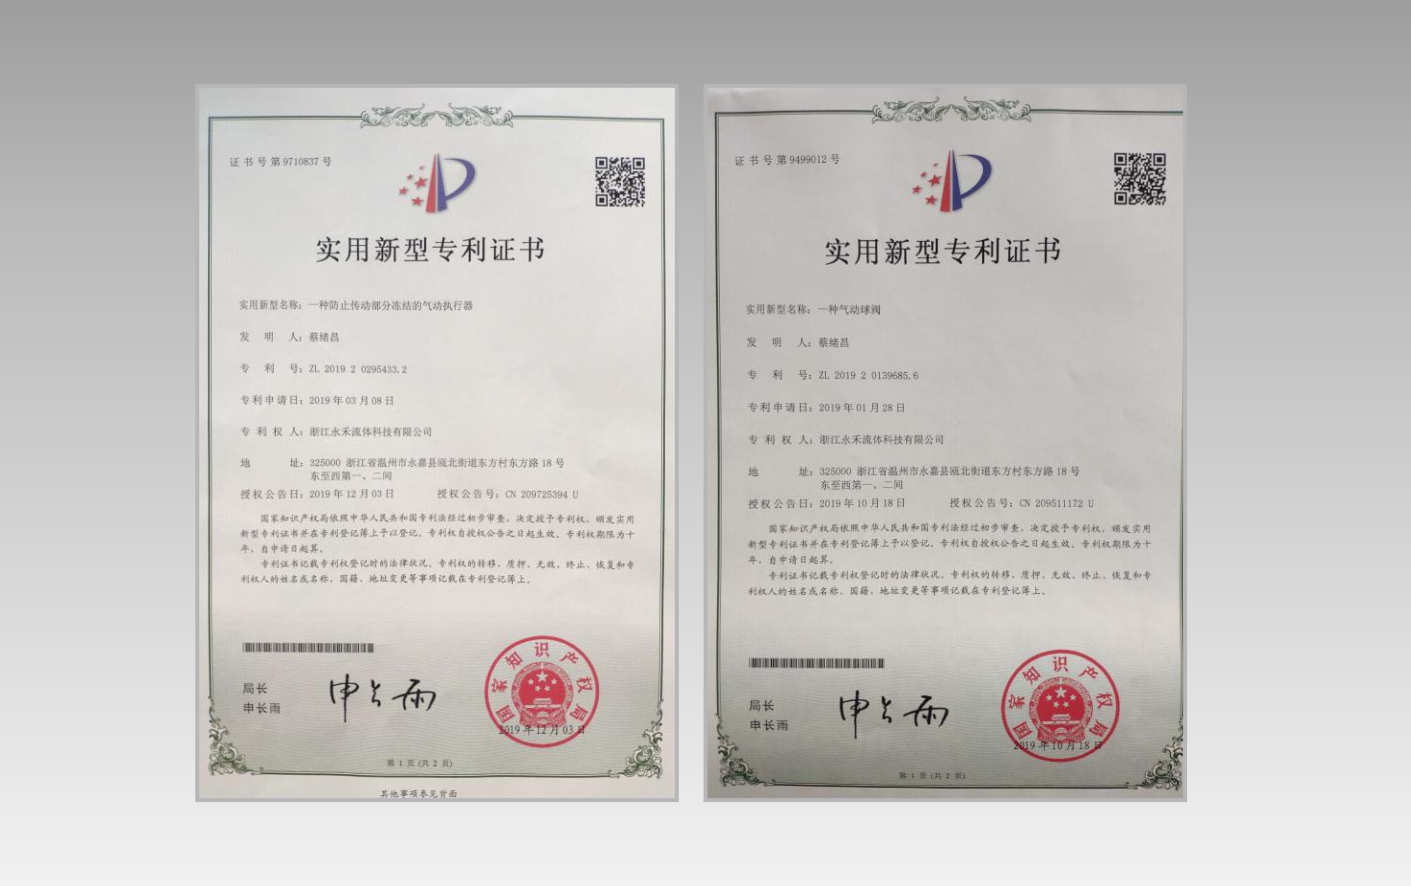 证书号第9710837号
实用新型专利证书
实用新型名称：一种防止传动部分冻结的气动执行器
发明人：蔡绪昌
专利号：ZL 2019 2 0295433.2
专利申请日：2019年03月08日
专利权人：浙江永禾流体科技有限公司
地址：325000 浙江省温州市永嘉县瓯北街道东方村东方路18号
东至西第一、二间
授权公告日：2019年12月03日 授权公告号：CN 209725394 U
国家知识产权局依照中华人民共和国专利法经过初步审查，决定授予专利权，颁发实用
新型专利证书并在专利登记簿上予以登记。专利权自授权公告之日起生效。专利权期限为十
年，自申请日起算。
专利证书记载专利权登记时的法律状况。专利权的转移、质押、无效、终止、恢复和专
利权人的姓名或名称、国籍、地址变更等事项记载在专利登记簿上。
局长
申长雨
申长雨
国家知识产权局
2019年12月03日
第 1 页 (共 2 页)
其他事项参见背面
证书号第9499012号
实用新型专利证书
实用新型名称：一种气动球阀
发明人：蔡绪昌
专利号：ZL 2019 2 0139685.6
专利申请日：2019年01月28日
专利权人：浙江永禾流体科技有限公司
地址：325000 浙江省温州市永嘉县瓯北街道东方村东方路18号
东至西第一、二间
授权公告日：2019年10月18日 授权公告号：CN 209511172 U
国家知识产权局依照中华人民共和国专利法经过初步审查，决定授予专利权，颁发实用
新型专利证书并在专利登记簿上予以登记。专利权自授权公告之日起生效。专利权期限为十
年，自申请日起算。
专利证书记载专利权登记时的法律状况。专利权的转移、质押、无效、终止、恢复和专
利权人的姓名或名称、国籍、地址变更等事项记载在专利登记簿上。
局长
申长雨
申长雨
国家知识产权局
2019年10月18日
第 1 页 (共 2 页)